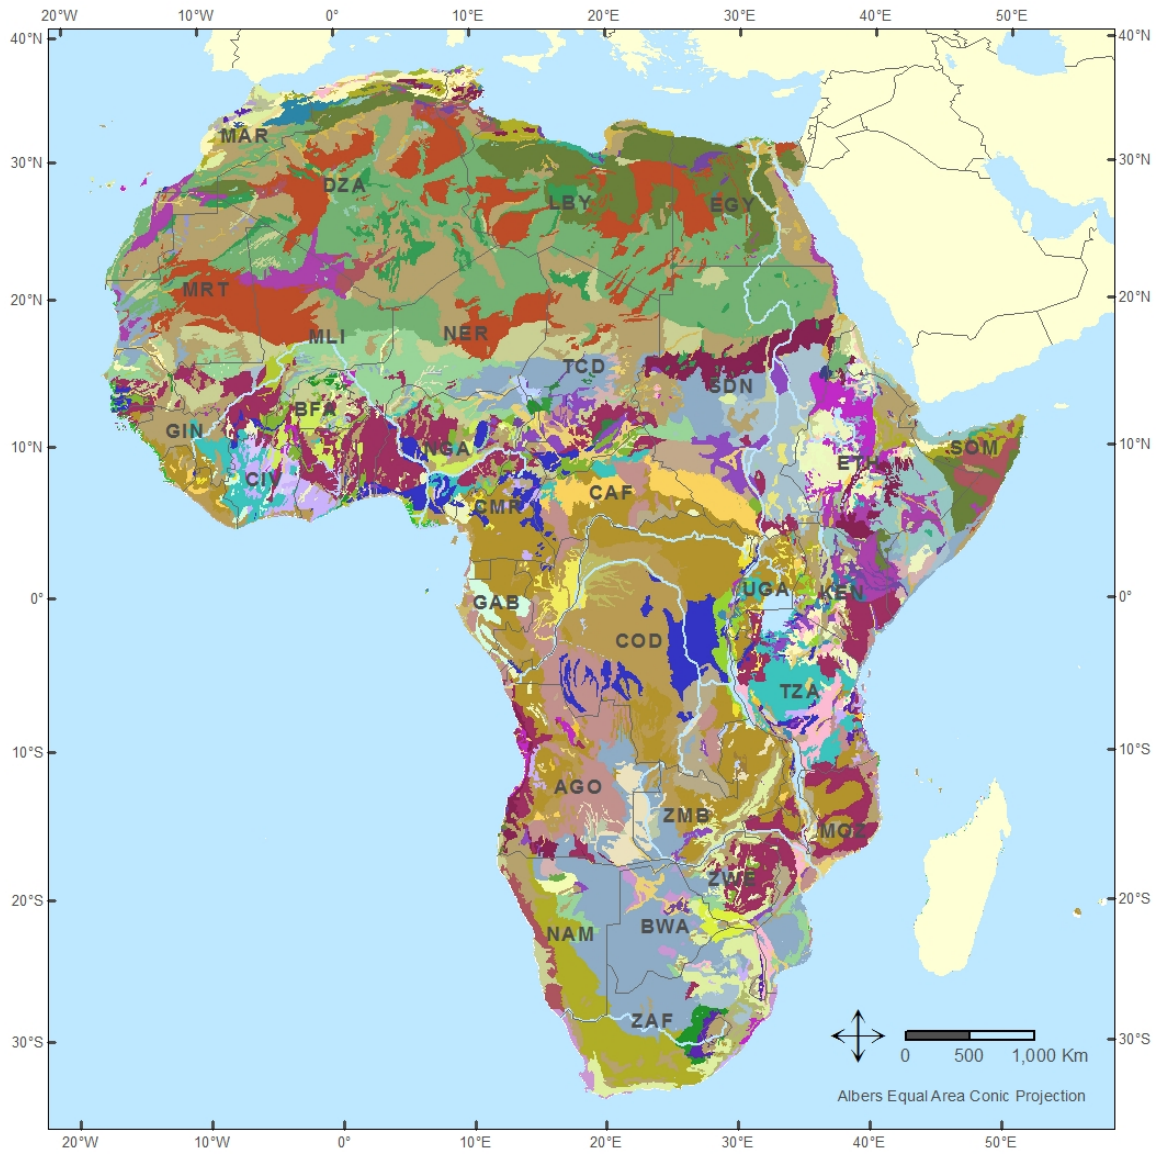 20°W 10°W 0° 10°E 20°E 30°E 40°E 50°E
40°N 40°N
MAR
30°N 30°N
DZA
LBY EGY
MRT
20°N 20°N
MLI NER
TCD
SDN
BFA
GIN
10°N NGA ETH SOM 10°N
CIV
CMR CAF
UGA KEN
0° GAB 0°
COD
TZA
10°S 10°S
AGO
ZMB
MOZ
ZWE
20°S 20°S
NAM BWA
ZAF
30°S 30°S
0 500 1,000 Km
Albers Equal Area Conic Projection
20°W 10°W 0° 10°E 20°E 30°E 40°E 50°E